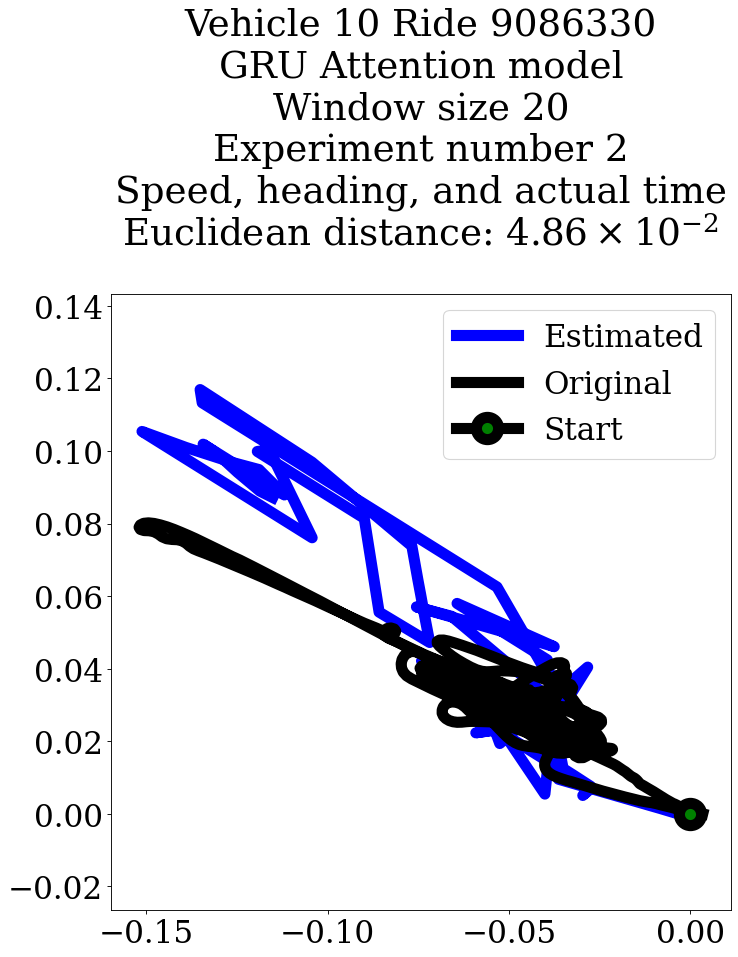 Vehicle 10 Ride 9086330
GRU Attention model
Window size 20
Experiment number 2
Speed, heading, and actual time
Euclidean distance: 4.86 × 10⁻²
Estimated
Original
Start
0.14
0.12
0.10
0.08
0.06
0.04
0.02
0.00
−0.02
−0.15 −0.10 −0.05 0.00